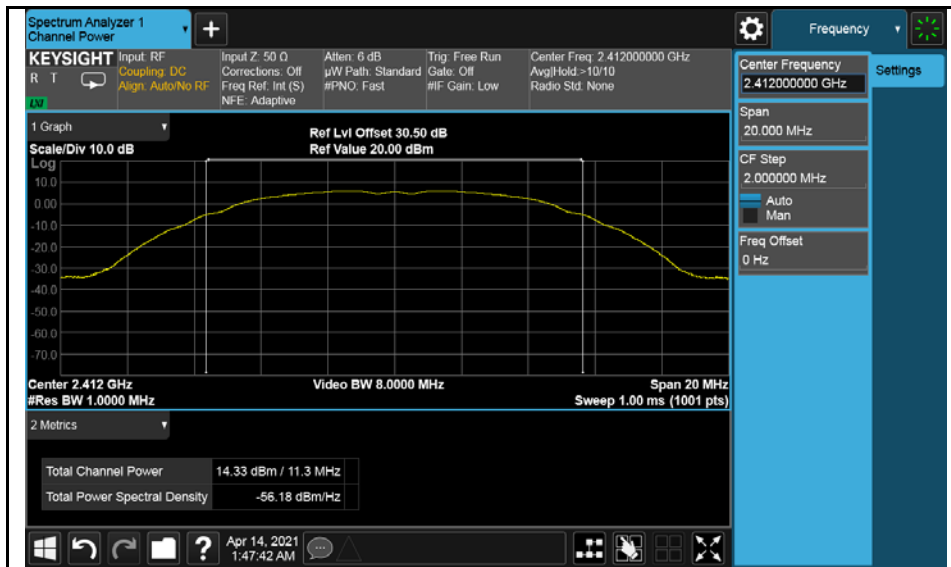 Spectrum Analyzer 1
Channel Power
+
Frequency
KEYSIGHT
R T
LXI
Input: RF
Coupling: DC
Align: Auto/No RF
Input Z: 50 Ω
Corrections: Off
Freq Ref: Int (S)
NFE: Adaptive
Atten: 6 dB
µW Path: Standard
#PNO: Fast
Trig: Free Run
Gate: Off
#IF Gain: Low
Center Freq: 2.412000000 GHz
Avg|Hold:>10/10
Radio Std: None
Center Frequency
2.412000000 GHz
Settings
Span
20.000 MHz
CF Step
2.000000 MHz
Auto
Man
Freq Offset
0 Hz
1 Graph
Scale/Div 10.0 dB
Ref Lvl Offset 30.50 dB
Ref Value 20.00 dBm
Log
10.0
0.00
-10.0
-20.0
-30.0
-40.0
-50.0
-60.0
-70.0
Center 2.412 GHz
#Res BW 1.0000 MHz
Video BW 8.0000 MHz
Span 20 MHz
Sweep 1.00 ms (1001 pts)
2 Metrics
Total Channel Power 14.33 dBm / 11.3 MHz
Total Power Spectral Density -56.18 dBm/Hz
?
Apr 14, 2021
1:47:42 AM